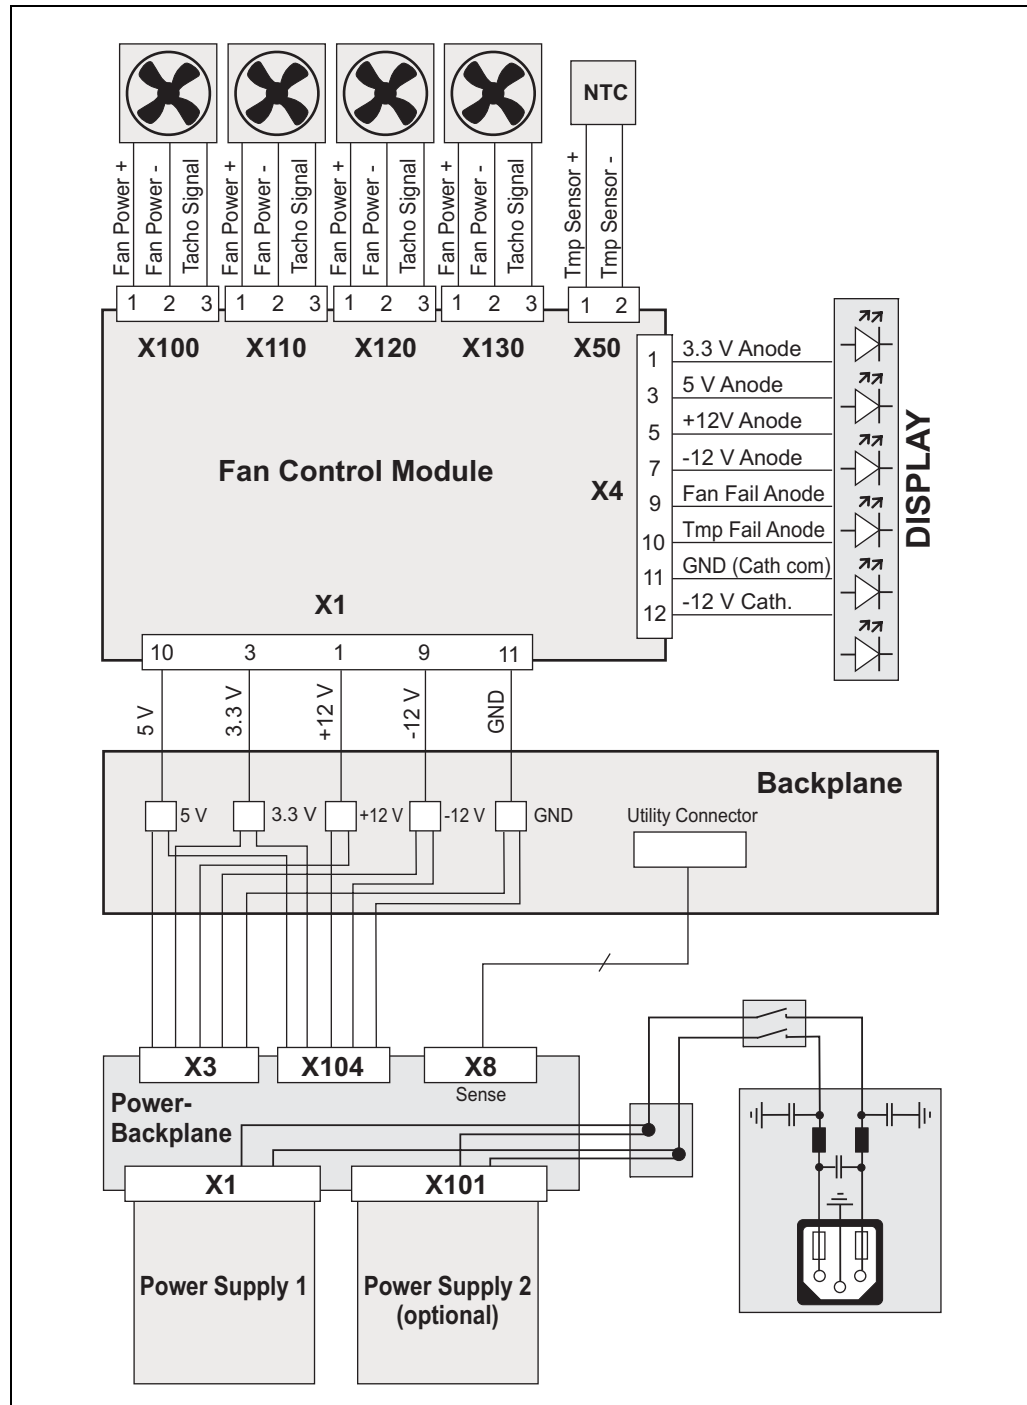 NTC
Fan Power +
Fan Power -
Tacho Signal
Fan Power +
Fan Power -
Tacho Signal
Fan Power +
Fan Power -
Tacho Signal
Fan Power +
Fan Power -
Tacho Signal
Tmp Sensor +
Tmp Sensor -
1 2 3
1 2 3
1 2 3
1 2 3
1 2
X100
X110
X120
X130
X50
1 3.3 V Anode
3 5 V Anode
5 +12V Anode
7 -12 V Anode
9 Fan Fail Anode
10 Tmp Fail Anode
11 GND (Cath com)
12 -12 V Cath.
X4
DISPLAY
Fan Control Module
X1
10 3 1 9 11
5 V
3.3 V
+12 V
-12 V
GND
Backplane
5 V
3.3 V
+12 V
-12 V
GND
Utility Connector
X3
X104
X8
Sense
Power-
Backplane
X1
X101
Power Supply 1
Power Supply 2
(optional)